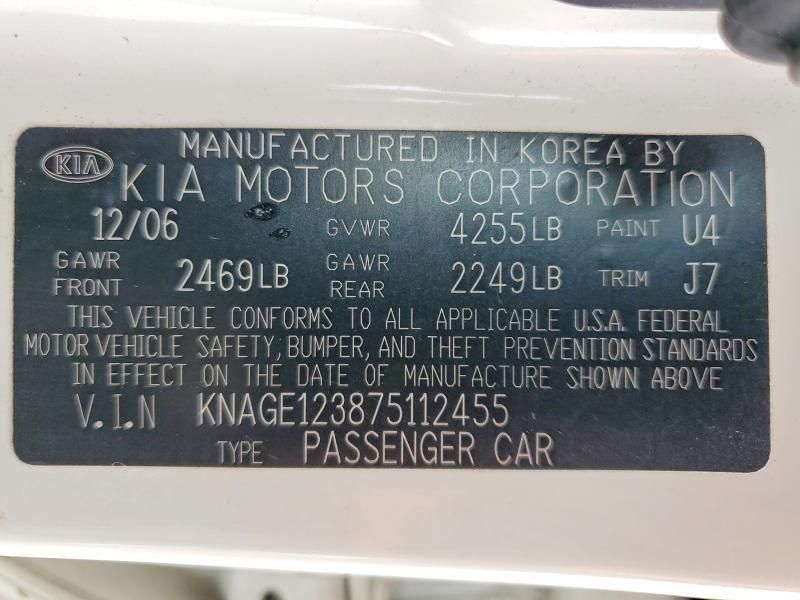 KIA
MANUFACTURED IN KOREA BY
KIA MOTORS CORPORATION
12/06 GVWR 4255LB PAINT U4
GAWR FRONT 2469LB GAWR REAR 2249LB TRIM J7
THIS VEHICLE CONFORMS TO ALL APPLICABLE U.S.A. FEDERAL
MOTOR VEHICLE SAFETY, BUMPER, AND THEFT PREVENTION STANDARDS
IN EFFECT ON THE DATE OF MANUFACTURE SHOWN ABOVE
V.I.N KNAGE123875112455
TYPE PASSENGER CAR